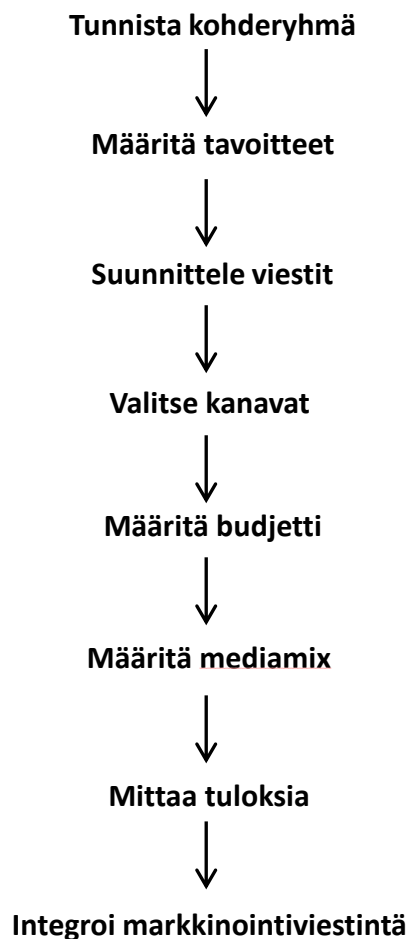 Tunnista kohderyhmä
Määritä tavoitteet
Suunnittele viestit
Valitse kanavat
Määritä budjetti
Määritä mediamix
Mittaa tuloksia
Integroi markkinointiviestintä